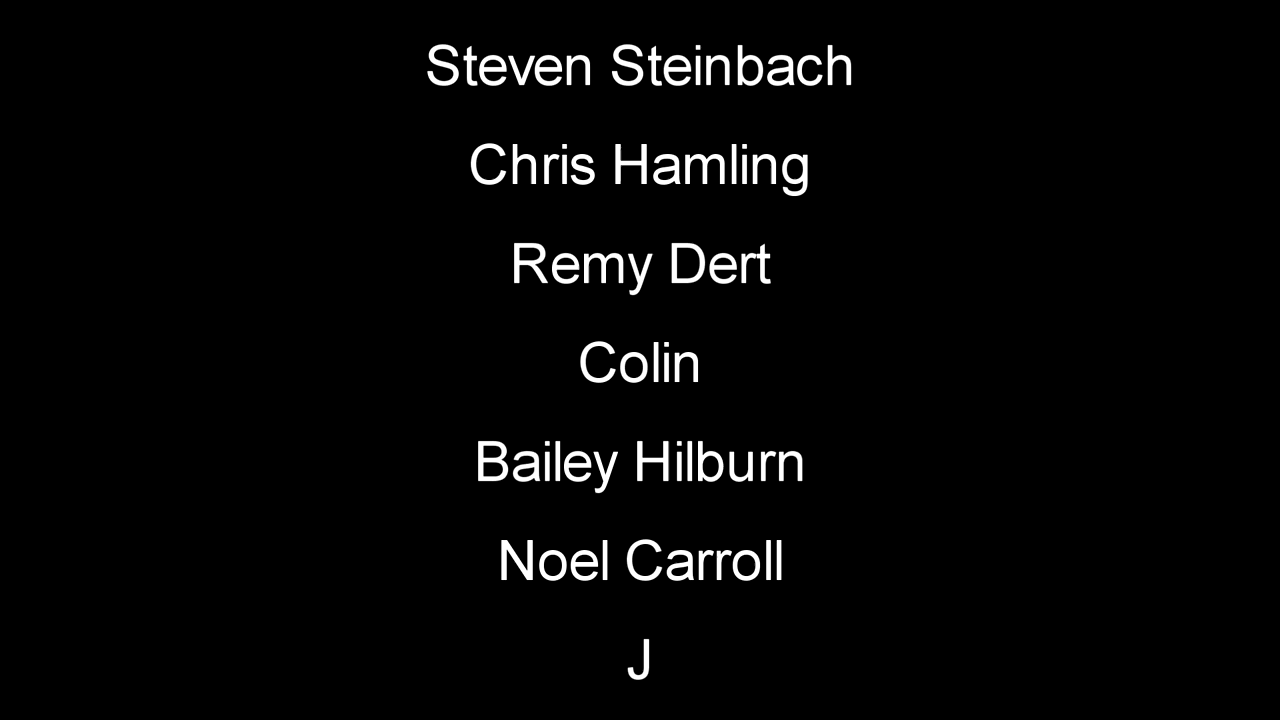 Steven Steinbach
Chris Hamling
Remy Dert
Colin
Bailey Hilburn
Noel Carroll
J